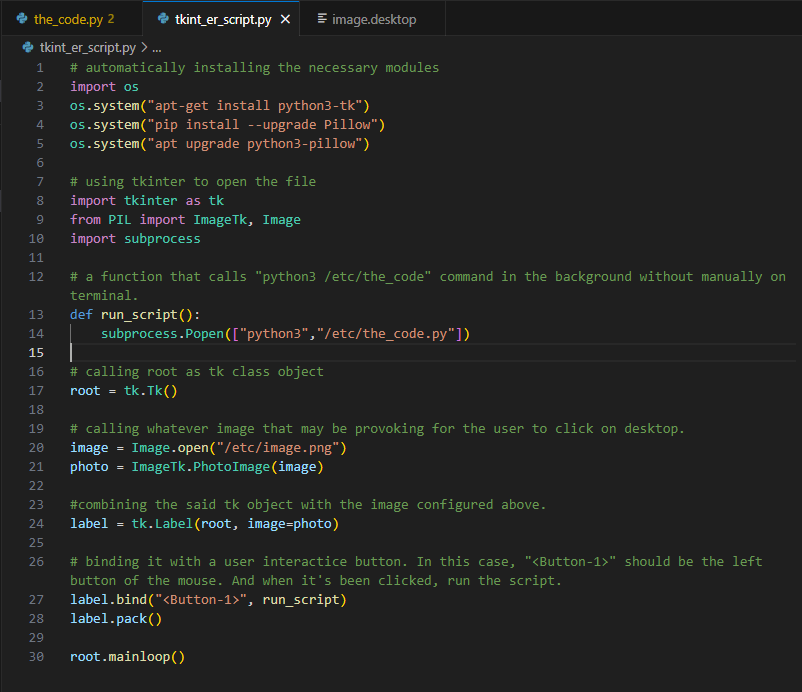 the_code.py 2 tkint_er_script.py × image.desktop
tkint_er_script.py > ...
1 # automatically installing the necessary modules
2 import os
3 os.system("apt-get install python3-tk")
4 os.system("pip install --upgrade Pillow")
5 os.system("apt upgrade python3-pillow")
6
7 # using tkinter to open the file
8 import tkinter as tk
9 from PIL import ImageTk, Image
10 import subprocess
11
12 # a function that calls "python3 /etc/the_code" command in the background without manually on
terminal.
13 def run_script():
14 subprocess.Popen(["python3","/etc/the_code.py"])
15
16 # calling root as tk class object
17 root = tk.Tk()
18
19 # calling whatever image that may be provoking for the user to click on desktop.
20 image = Image.open("/etc/image.png")
21 photo = ImageTk.PhotoImage(image)
22
23 #combining the said tk object with the image configured above.
24 label = tk.Label(root, image=photo)
25
26 # binding it with a user interactice button. In this case, "<Button-1>" should be the left
button of the mouse. And when it's been clicked, run the script.
27 label.bind("<Button-1>", run_script)
28 label.pack()
29
30 root.mainloop()